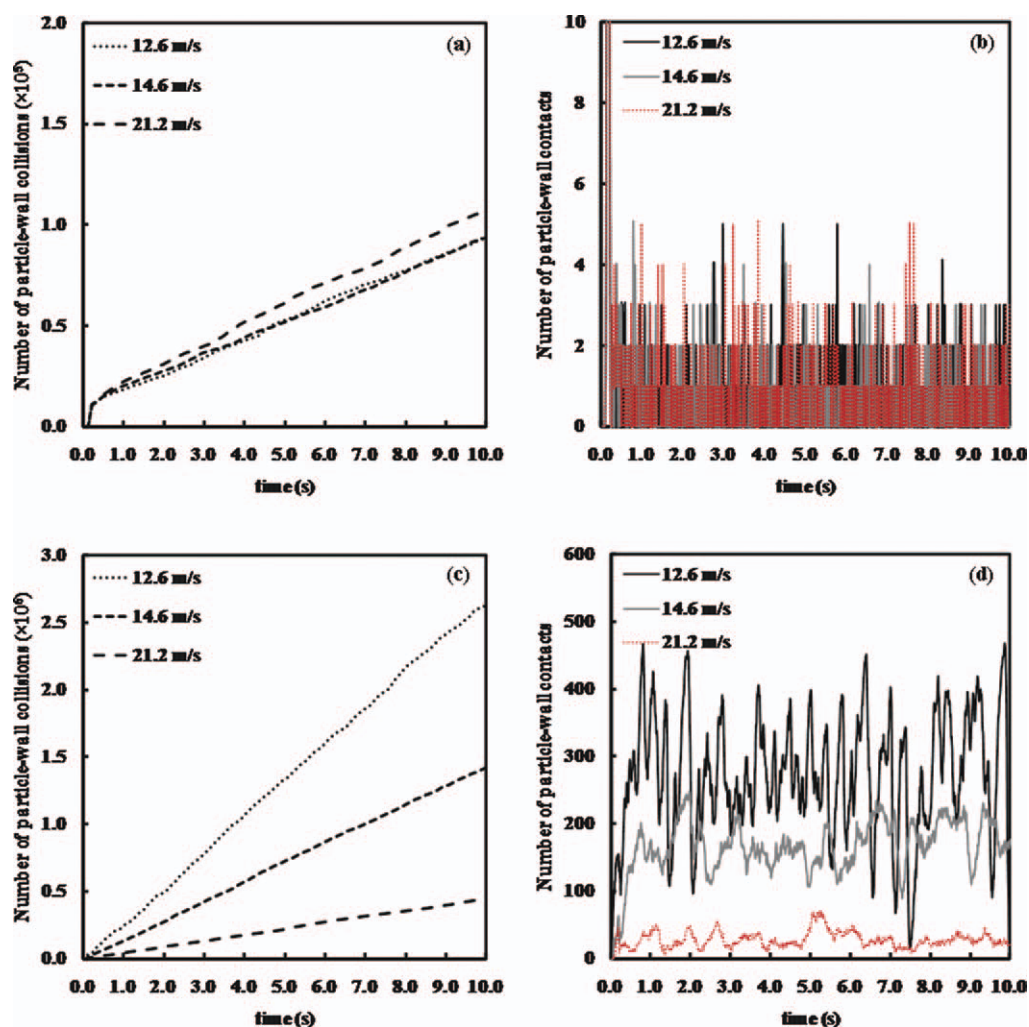 2.0
1.5
1.0
0.5
0.0
Number of particle-wall collisions (×10⁶)
12.6 m/s
14.6 m/s
21.2 m/s
(a)
0.0 1.0 2.0 3.0 4.0 5.0 6.0 7.0 8.0 9.0 10.0
time (s)
10
8
6
4
2
0
Number of particle-wall contacts
12.6 m/s
14.6 m/s
21.2 m/s
(b)
0.0 1.0 2.0 3.0 4.0 5.0 6.0 7.0 8.0 9.0 10.0
time (s)
3.0
2.5
2.0
1.5
1.0
0.5
0.0
Number of particle-wall collisions (×10⁶)
12.6 m/s
14.6 m/s
21.2 m/s
(c)
0.0 1.0 2.0 3.0 4.0 5.0 6.0 7.0 8.0 9.0 10.0
time (s)
600
500
400
300
200
100
0
Number of particle-wall contacts
12.6 m/s
14.6 m/s
21.2 m/s
(d)
0.0 1.0 2.0 3.0 4.0 5.0 6.0 7.0 8.0 9.0 10.0
time (s)